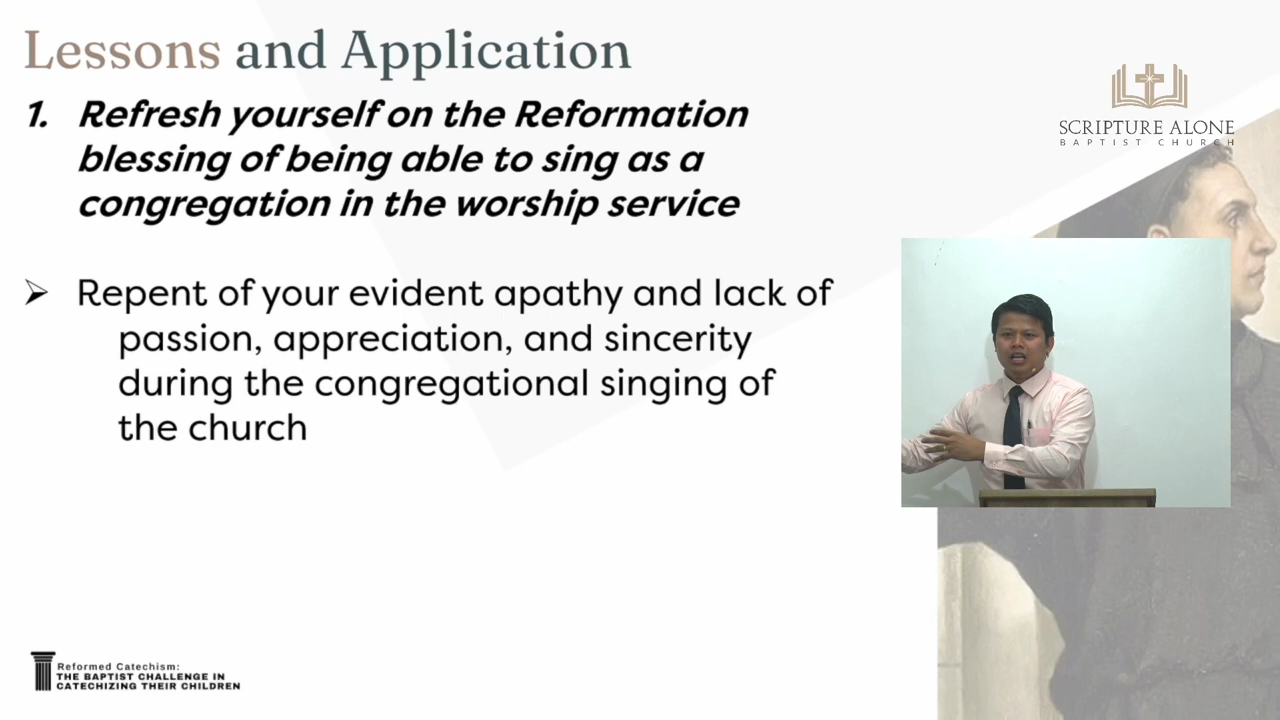 Lessons and Application
1. Refresh yourself on the Reformation
blessing of being able to sing as a
congregation in the worship service
➢ Repent of your evident apathy and lack of
passion, appreciation, and sincerity
during the congregational singing of
the church
SCRIPTURE ALONE
BAPTIST CHURCH
Reformed Catechism:
THE BAPTIST CHALLENGE IN
CATECHIZING THEIR CHILDREN